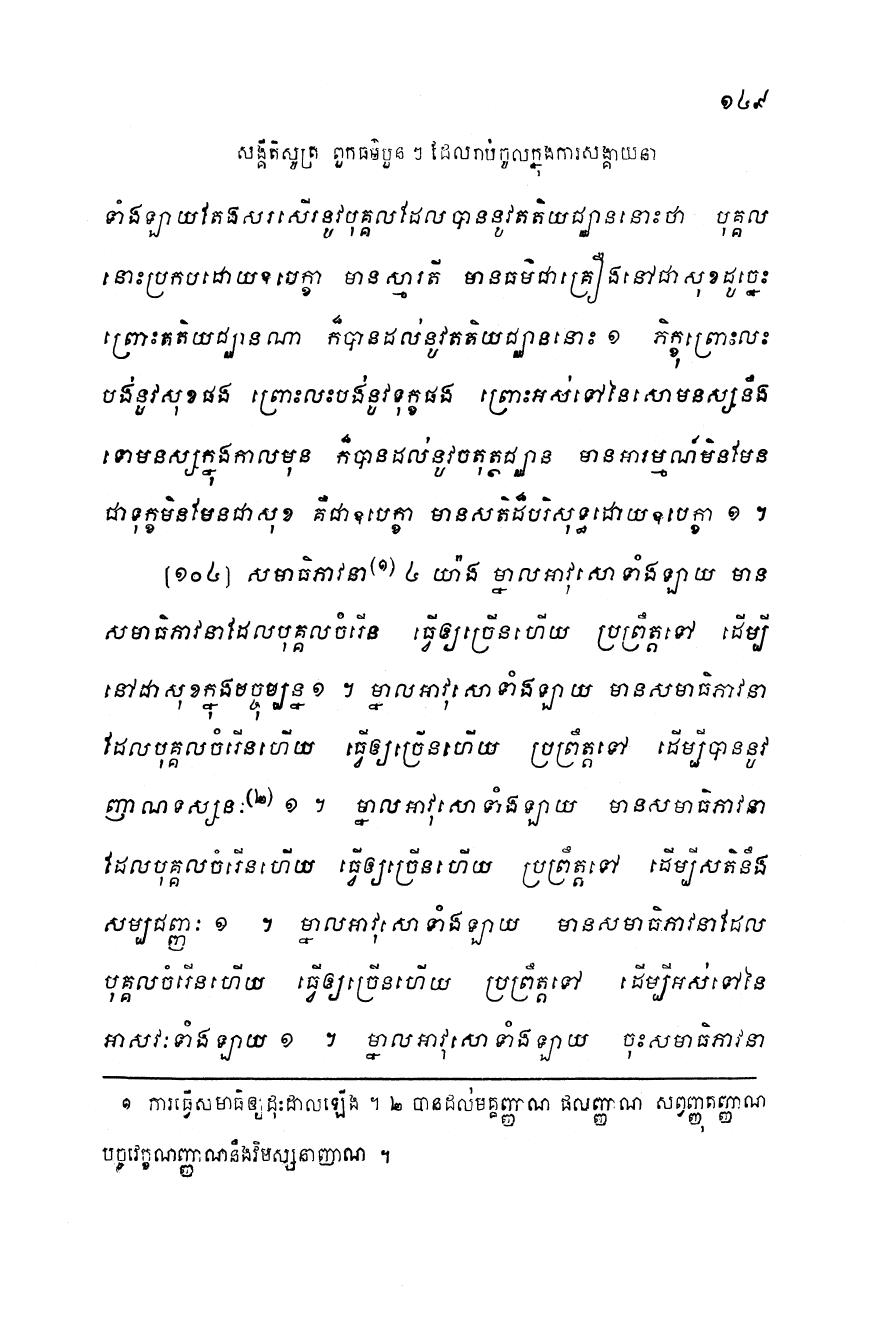 ១៤៩
សង្គីតិសូត្រ ពួកធម៌បួន ៗ ដែលរាប់ចូលក្នុងការសង្គាយនា
ទាំងឡាយតែងសរសើរនូវបុគ្គលដែលបាននូវតតិយជ្ឈាននោះថា បុគ្គល
នោះប្រកបដោយឧបេក្ខា មានស្មារតី មានធម៌ជាគ្រឿងនៅជាសុខដូច្នេះ
ព្រោះតតិយជ្ឈានណា ក៏បានដល់នូវតតិយជ្ឈាននោះ ១ ភិក្ខុព្រោះលះ
បង់នូវសុខផង ព្រោះលះបង់នូវទុក្ខផង ព្រោះអស់ទៅនៃសោមនស្សនឹង
ទោមនស្សក្នុងកាលមុន ក៏បានដល់នូវចតុត្ថជ្ឈាន មានអារម្មណ៍មិនមែន
ជាទុក្ខមិនមែនជាសុខ គឺជាឧបេក្ខា មានសតិដ៏បរិសុទ្ធដោយឧបេក្ខា ១ ។
[១០៤] សមាធិភាវនា(១) ៤ យ៉ាង ម្នាលអាវុសោទាំងឡាយ មាន
សមាធិភាវនាដែលបុគ្គលចំរើន ធ្វើឲ្យច្រើនហើយ ប្រព្រឹត្តទៅ ដើម្បី
នៅជាសុខក្នុងបច្ចុប្បន្ន ១ ។ ម្នាលអាវុសោទាំងឡាយ មានសមាធិភាវនា
ដែលបុគ្គលចំរើនហើយ ធ្វើឲ្យច្រើនហើយ ប្រព្រឹត្តទៅ ដើម្បីបាននូវ
ញាណទស្សនៈ(២) ១ ។ ម្នាលអាវុសោទាំងឡាយ មានសមាធិភាវនា
ដែលបុគ្គលចំរើនហើយ ធ្វើឲ្យច្រើនហើយ ប្រព្រឹត្តទៅ ដើម្បីសតិនឹង
សម្បជញ្ញៈ ១ ។ ម្នាលអាវុសោទាំងឡាយ មានសមាធិភាវនាដែល
បុគ្គលចំរើនហើយ ធ្វើឲ្យច្រើនហើយ ប្រព្រឹត្តទៅ ដើម្បីអស់ទៅនៃ
អាសវៈទាំងឡាយ ១ ។ ម្នាលអាវុសោទាំងឡាយ ចុះសមាធិភាវនា
១ ការធ្វើសមាធិឲ្យដុះដាលឡើង ។ ២ បានដល់មគ្គញ្ញាណ ផលញ្ញាណ សព្វញ្ញុតញ្ញាណ
បច្ចវេក្ខណញ្ញាណនឹងវិបស្សនាញាណ ។